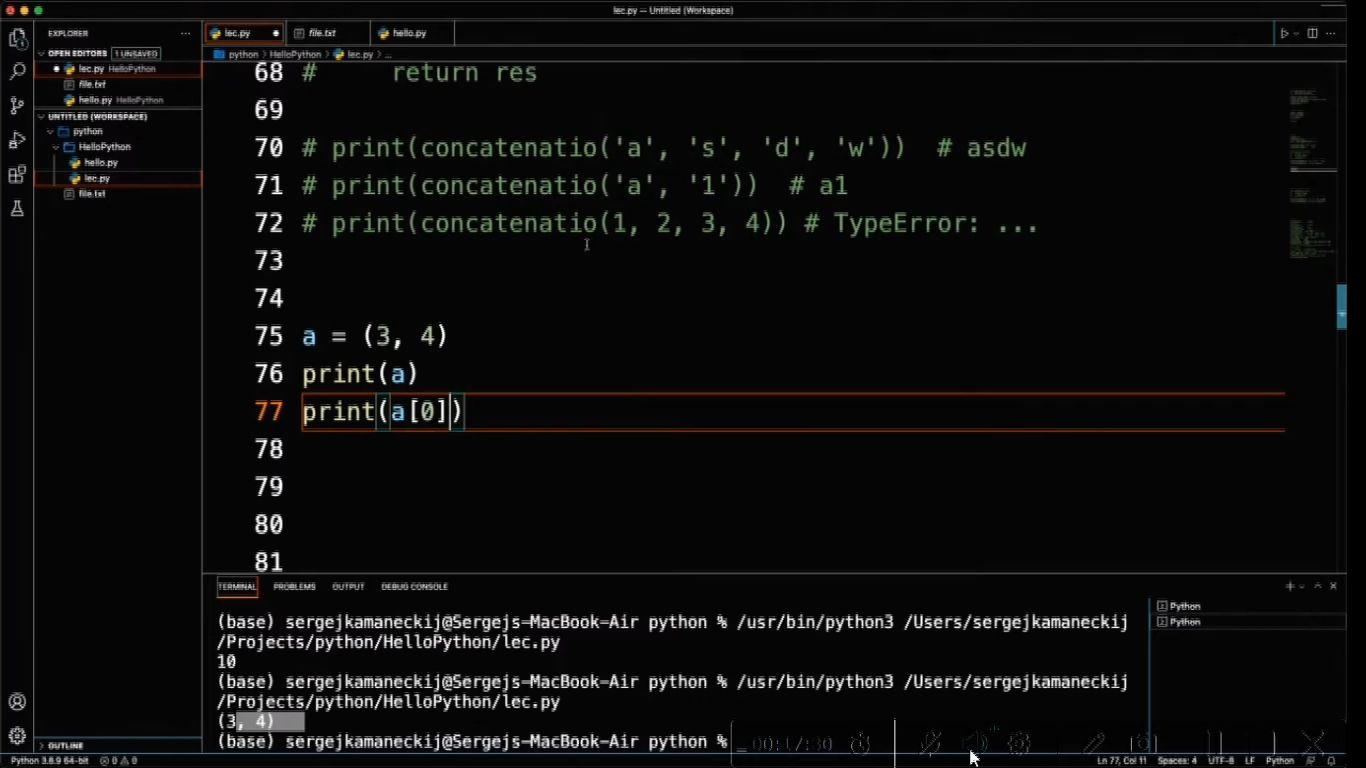 lec.py — Untitled (Workspace)
EXPLORER
OPEN EDITORS 1 UNSAVED
lec.py HelloPython
file.txt
hello.py HelloPython
UNTITLED (WORKSPACE)
python
HelloPython
hello.py
lec.py
file.txt
OUTLINE
lec.py file.txt hello.py
python > HelloPython > lec.py > ...
68 #     return res
69
70 # print(concatenatio('a', 's', 'd', 'w'))  # asdw
71 # print(concatenatio('a', '1'))  # a1
72 # print(concatenatio(1, 2, 3, 4)) # TypeError: ...
73
74
75 a = (3, 4)
76 print(a)
77 print(a[0])
78
79
80
81
TERMINAL PROBLEMS OUTPUT DEBUG CONSOLE
(base) sergejkamaneckij@Sergejs-MacBook-Air python % /usr/bin/python3 /Users/sergejkamaneckij
/Projects/python/HelloPython/lec.py
10
(base) sergejkamaneckij@Sergejs-MacBook-Air python % /usr/bin/python3 /Users/sergejkamaneckij
/Projects/python/HelloPython/lec.py
(3, 4)
(base) sergejkamaneckij@Sergejs-MacBook-Air python %
Python
Python
00:17:30
Python 3.8.9 64-bit 0 0
Ln 77, Col 11 Spaces: 4 UTF-8 LF Python